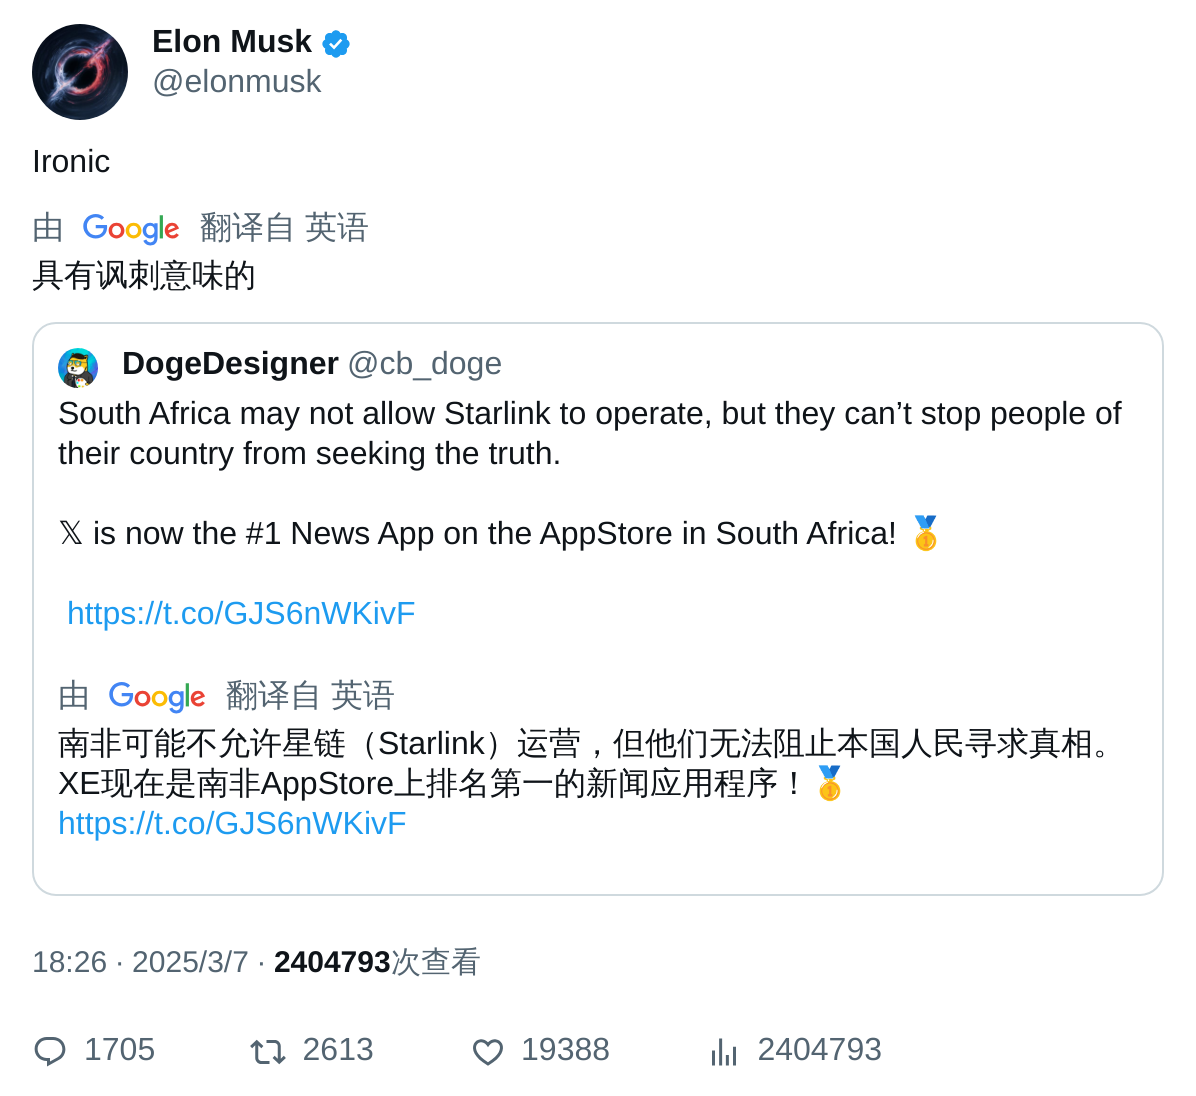 Elon Musk
@elonmusk
Ironic
由 Google 翻译自 英语
具有讽刺意味的
DogeDesigner @cb_doge
South Africa may not allow Starlink to operate, but they can’t stop people of
their country from seeking the truth.
𝕏 is now the #1 News App on the AppStore in South Africa! 🥇
https://t.co/GJS6nWKivF
由 Google 翻译自 英语
南非可能不允许星链（Starlink）运营，但他们无法阻止本国人民寻求真相。
XE现在是南非AppStore上排名第一的新闻应用程序！🥇
https://t.co/GJS6nWKivF
18:26 · 2025/3/7 · 2404793次查看
1705 2613 19388 2404793